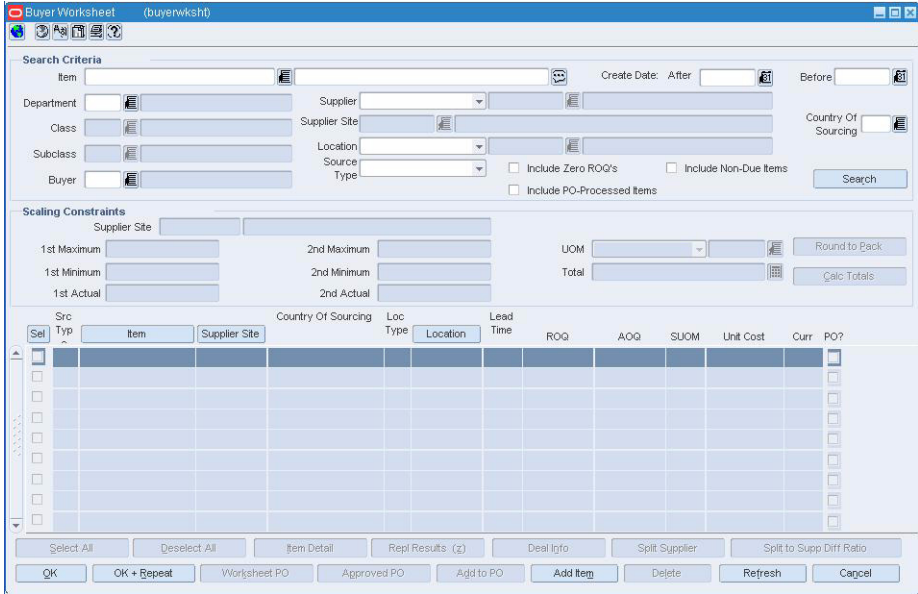 Buyer Worksheet (buyerwksht)
Search Criteria
Item Create Date: After Before
Department Supplier
Class Supplier Site Country Of Sourcing
Subclass Location
Buyer Source Type Include Zero ROQ's Include Non-Due Items
Include PO-Processed Items Search
Scaling Constraints
Supplier Site
1st Maximum 2nd Maximum UOM Round to Pack
1st Minimum 2nd Minimum Total Calc Totals
1st Actual 2nd Actual
Sel Src Typ Item Supplier Site Country Of Sourcing Loc Type Location Lead Time ROQ AOQ SUOM Unit Cost Curr PO?
Select All Deselect All Item Detail Repl Results (z) Deal Info Split Supplier Split to Supp Diff Ratio
OK OK + Repeat Worksheet PO Approved PO Add to PO Add Item Delete Refresh Cancel